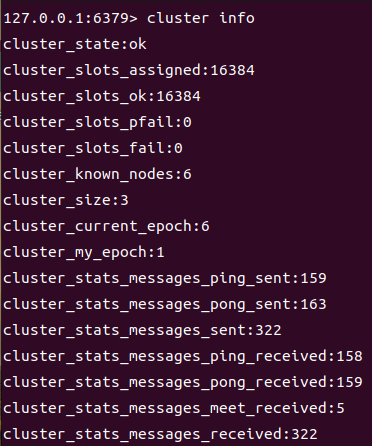 127.0.0.1:6379> cluster info
cluster_state:ok
cluster_slots_assigned:16384
cluster_slots_ok:16384
cluster_slots_pfail:0
cluster_slots_fail:0
cluster_known_nodes:6
cluster_size:3
cluster_current_epoch:6
cluster_my_epoch:1
cluster_stats_messages_ping_sent:159
cluster_stats_messages_pong_sent:163
cluster_stats_messages_sent:322
cluster_stats_messages_ping_received:158
cluster_stats_messages_pong_received:159
cluster_stats_messages_meet_received:5
cluster_stats_messages_received:322